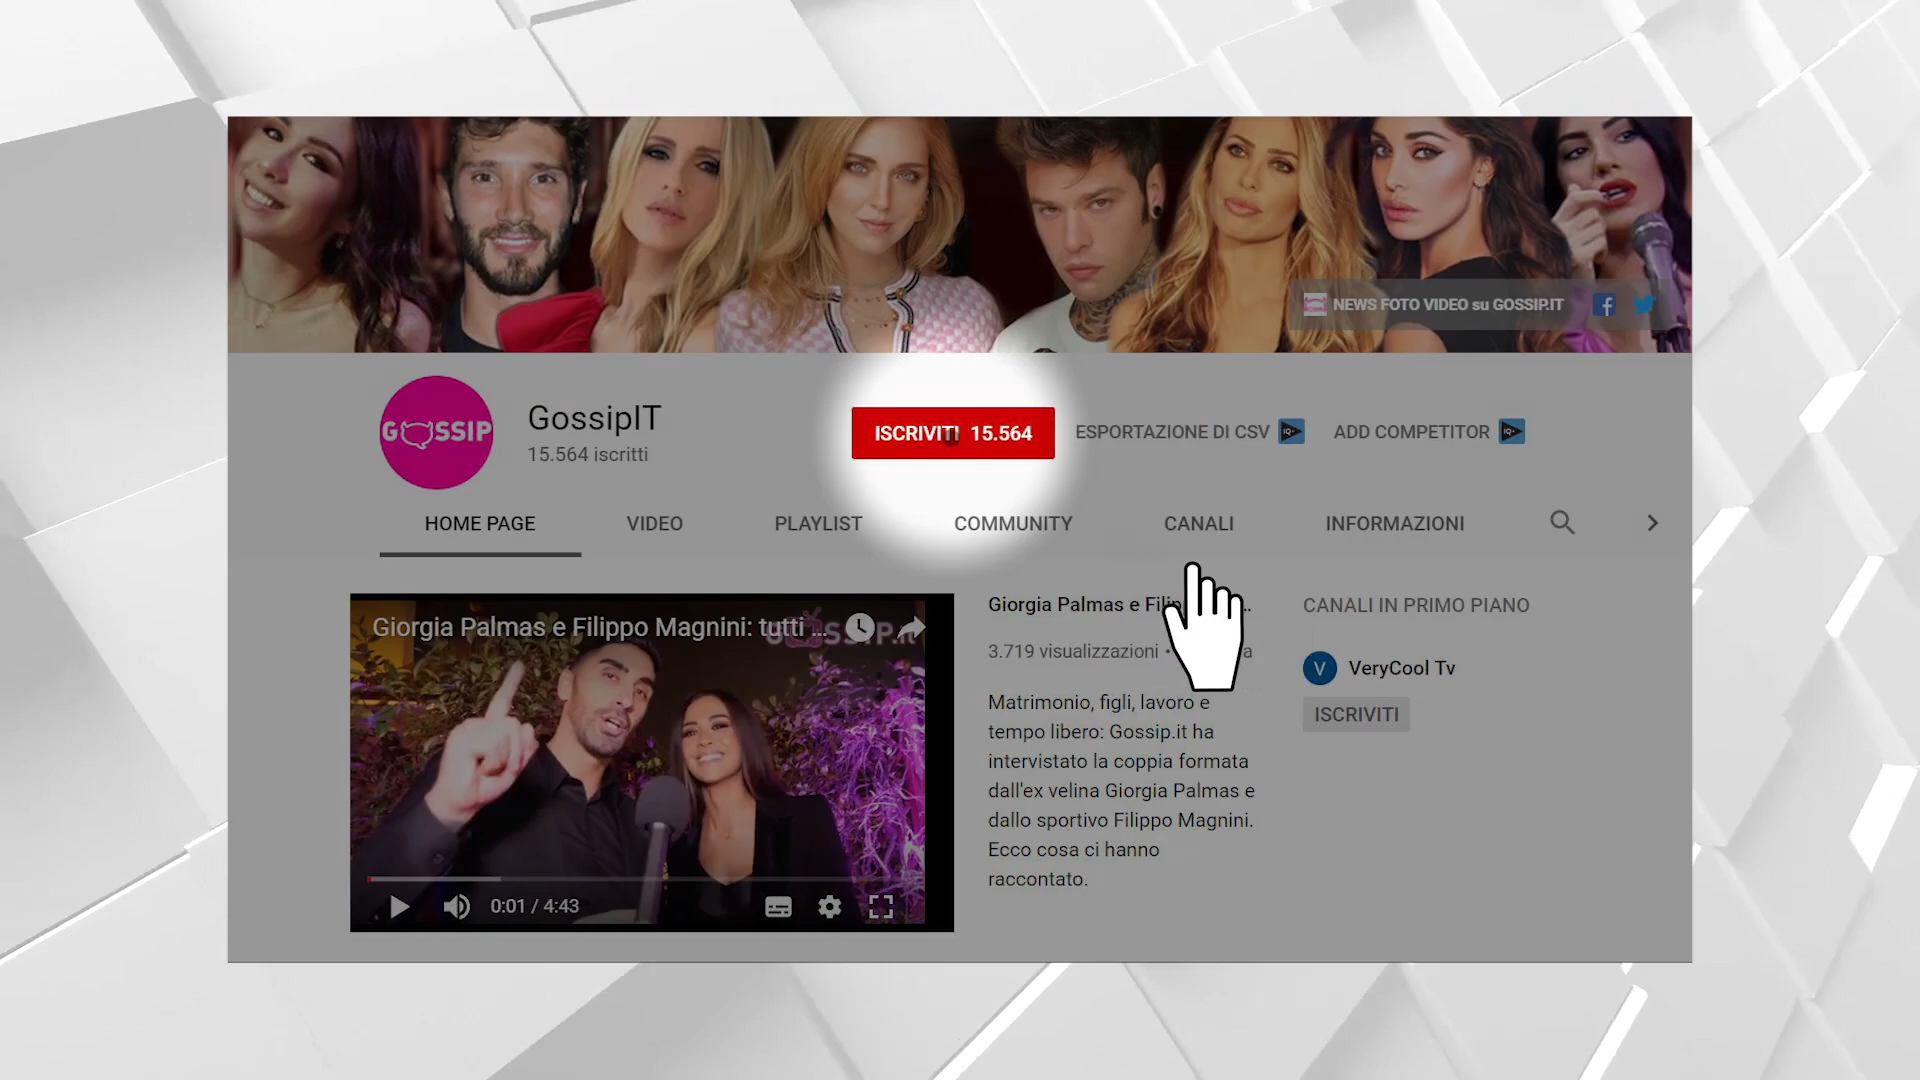 NEWS FOTO VIDEO su GOSSIP.IT
GOSSIP
GossipIT
15.564 iscritti
ISCRIVITI 15.564
ESPORTAZIONE DI CSV
ADD COMPETITOR
HOME PAGE
VIDEO
PLAYLIST
COMMUNITY
CANALI
INFORMAZIONI
Giorgia Palmas e Filippo Magnini: tutti ...
0:01 / 4:43
Giorgia Palmas e
3.719 visualizzazioni •
Matrimonio, figli, lavoro e
tempo libero: Gossip.it ha
intervistato la coppia formata
dall'ex velina Giorgia Palmas e
dallo sportivo Filippo Magnini.
Ecco cosa ci hanno
raccontato.
CANALI IN PRIMO PIANO
V VeryCool Tv
ISCRIVITI